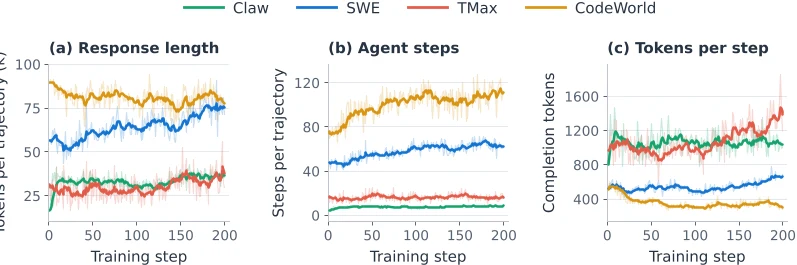 Claw SWE TMax CodeWorld
(a) Response length
per trajectory
100
75
50
25
0 50 100 150 200
Training step
(b) Agent steps
Steps per trajectory
120
80
40
0
0 50 100 150 200
Training step
(c) Tokens per step
Completion tokens
1600
1200
800
400
0 50 100 150 200
Training step